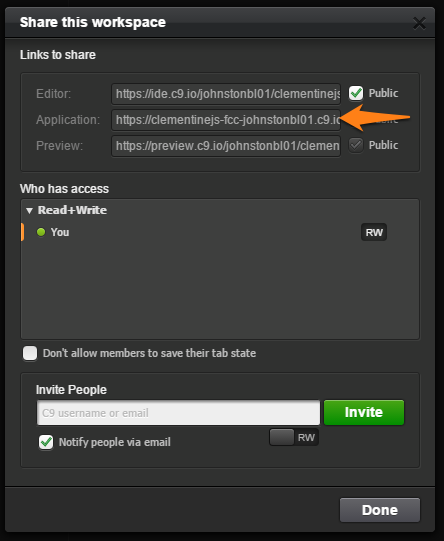 Share this workspace
Links to share
Editor: https://ide.c9.io/johnstonbl01/clementinejs Public
Application: https://clementinejs-fcc-johnstonbl01.c9.io
Preview: https://preview.c9.io/johnstonbl01/clemen Public
Who has access
Read+Write
You RW
Don't allow members to save their tab state
Invite People
C9 username or email Invite
Notify people via email RW
Done